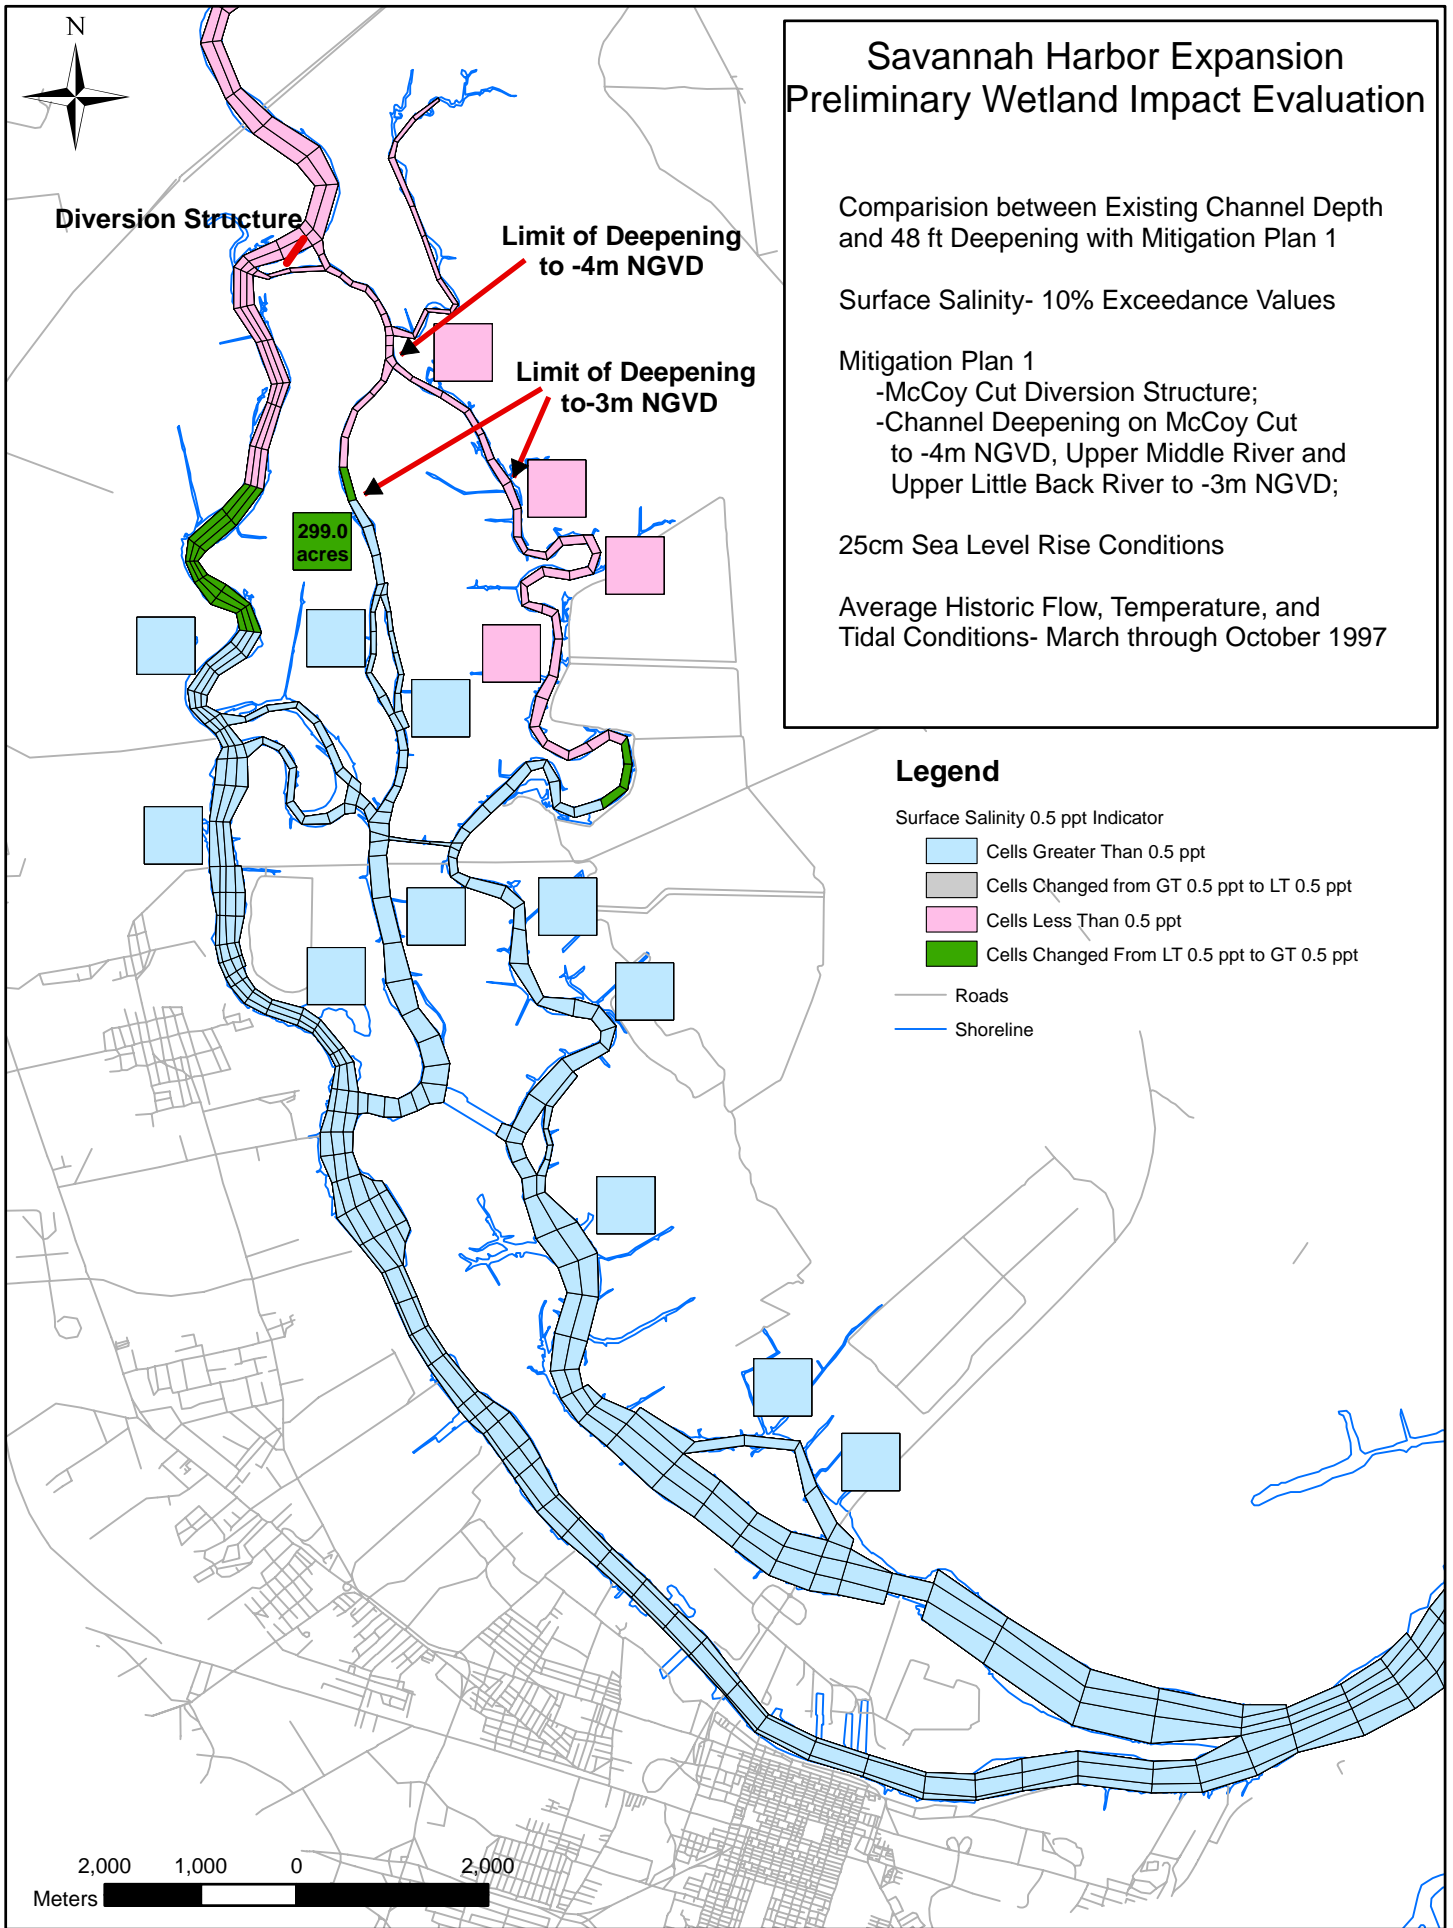 N
Savannah Harbor Expansion
Preliminary Wetland Impact Evaluation
Comparision between Existing Channel Depth
and 48 ft Deepening with Mitigation Plan 1
Surface Salinity- 10% Exceedance Values
Mitigation Plan 1
-McCoy Cut Diversion Structure;
-Channel Deepening on McCoy Cut
to -4m NGVD, Upper Middle River and
Upper Little Back River to -3m NGVD;
25cm Sea Level Rise Conditions
Average Historic Flow, Temperature, and
Tidal Conditions- March through October 1997
Diversion Structure
Limit of Deepening
to -4m NGVD
Limit of Deepening
to-3m NGVD
299.0
acres
Legend
Surface Salinity 0.5 ppt Indicator
Cells Greater Than 0.5 ppt
Cells Changed from GT 0.5 ppt to LT 0.5 ppt
Cells Less Than 0.5 ppt
Cells Changed From LT 0.5 ppt to GT 0.5 ppt
Roads
Shoreline
2,000 1,000 0 2,000
Meters